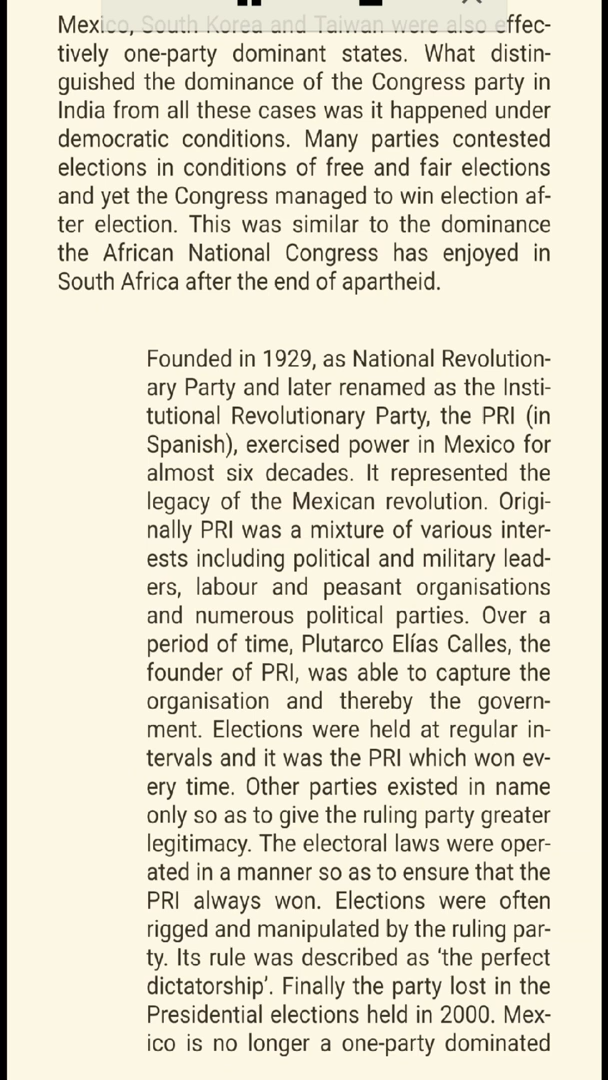 Mexico, South Korea and Taiwan were also effec-
tively one-party dominant states. What distin-
guished the dominance of the Congress party in
India from all these cases was it happened under
democratic conditions. Many parties contested
elections in conditions of free and fair elections
and yet the Congress managed to win election af-
ter election. This was similar to the dominance
the African National Congress has enjoyed in
South Africa after the end of apartheid.
Founded in 1929, as National Revolution-
ary Party and later renamed as the Insti-
tutional Revolutionary Party, the PRI (in
Spanish), exercised power in Mexico for
almost six decades. It represented the
legacy of the Mexican revolution. Origi-
nally PRI was a mixture of various inter-
ests including political and military lead-
ers, labour and peasant organisations
and numerous political parties. Over a
period of time, Plutarco Elías Calles, the
founder of PRI, was able to capture the
organisation and thereby the govern-
ment. Elections were held at regular in-
tervals and it was the PRI which won ev-
ery time. Other parties existed in name
only so as to give the ruling party greater
legitimacy. The electoral laws were oper-
ated in a manner so as to ensure that the
PRI always won. Elections were often
rigged and manipulated by the ruling par-
ty. Its rule was described as ‘the perfect
dictatorship’. Finally the party lost in the
Presidential elections held in 2000. Mex-
ico is no longer a one-party dominated